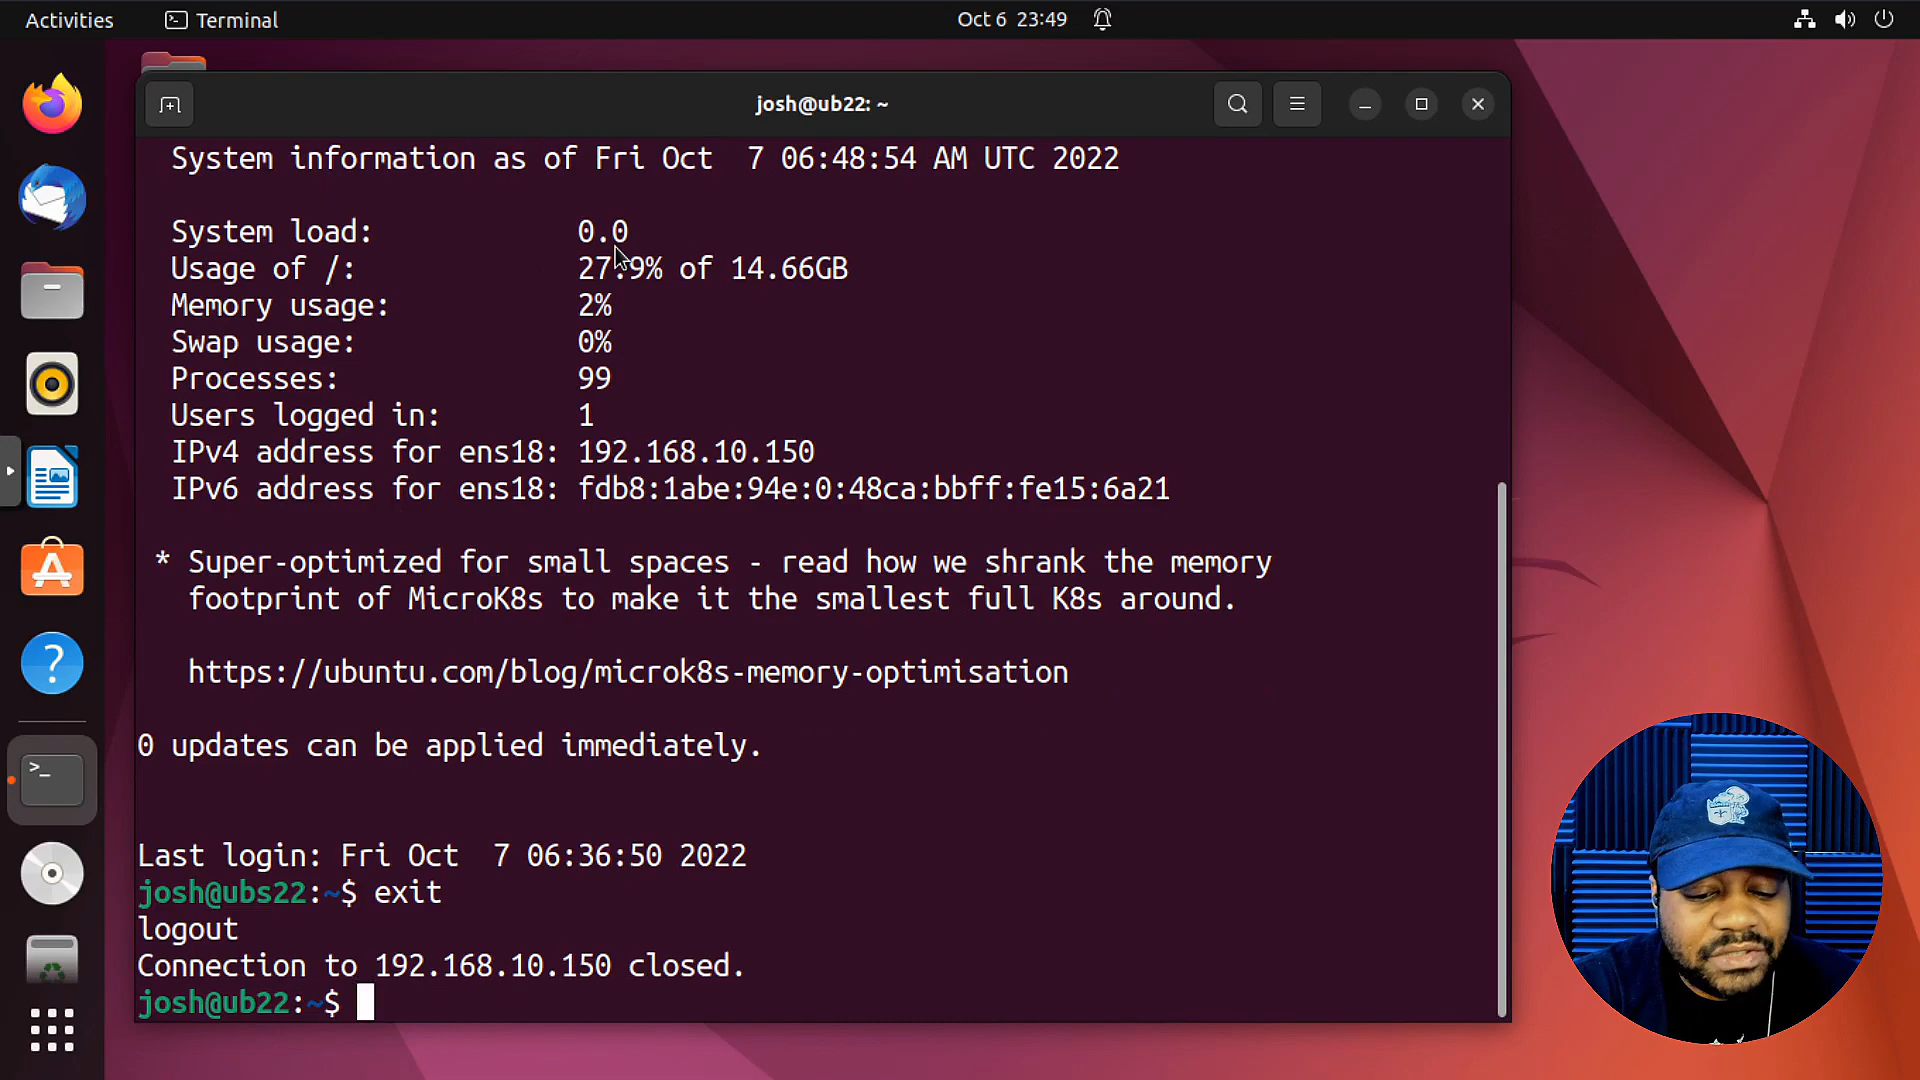 Activities
Terminal
Oct 6 23:49
josh@ub22: ~
System information as of Fri Oct  7 06:48:54 AM UTC 2022
System load: 0.0
Usage of /: 27.9% of 14.66GB
Memory usage: 2%
Swap usage: 0%
Processes: 99
Users logged in: 1
IPv4 address for ens18: 192.168.10.150
IPv6 address for ens18: fdb8:1abe:94e:0:48ca:bbff:fe15:6a21
* Super-optimized for small spaces - read how we shrank the memory
footprint of MicroK8s to make it the smallest full K8s around.
https://ubuntu.com/blog/microk8s-memory-optimisation
0 updates can be applied immediately.
Last login: Fri Oct  7 06:36:50 2022
josh@ubs22:~$ exit
logout
Connection to 192.168.10.150 closed.
josh@ub22:~$